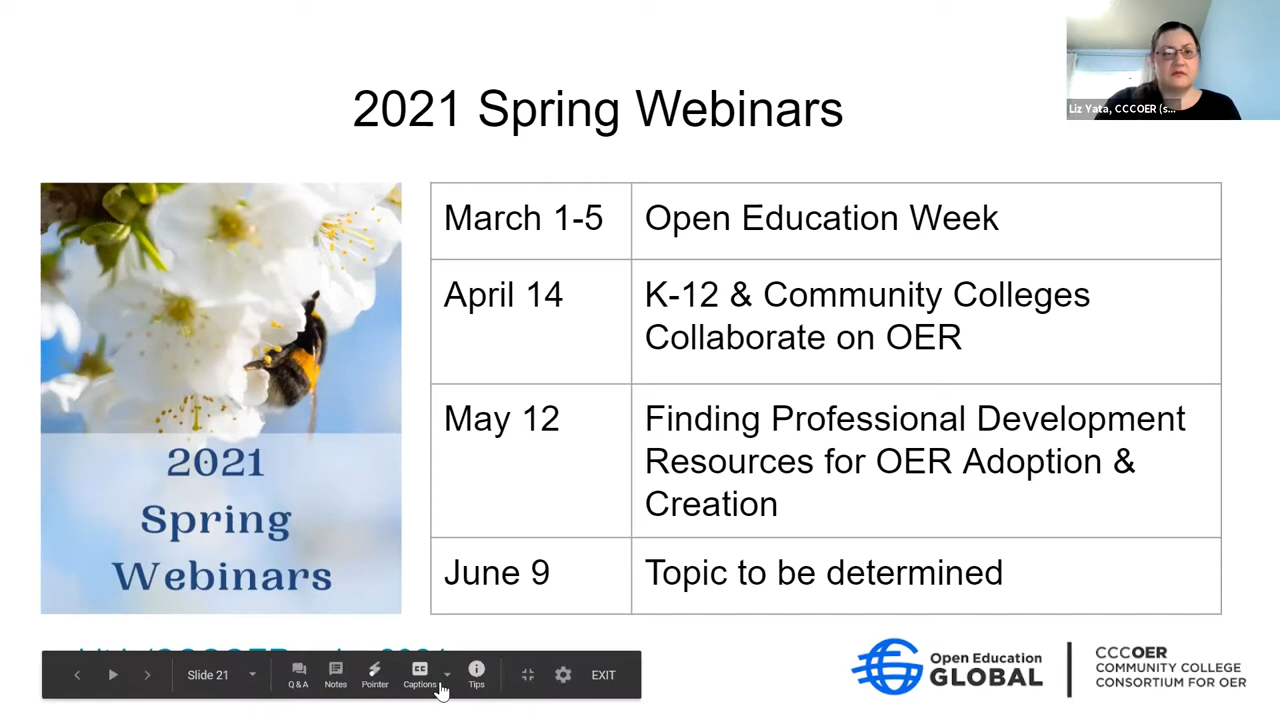 2021 Spring Webinars
Liz Yata, CCCOER (s...
March 1-5
Open Education Week
April 14
K-12 & Community Colleges
Collaborate on OER
May 12
Finding Professional Development
Resources for OER Adoption &
Creation
June 9
Topic to be determined
2021
Spring
Webinars
Slide 21
Q & A
Notes
Pointer
CC
Captions
Tips
EXIT
Open Education
GLOBAL
CCCOER
COMMUNITY COLLEGE
CONSORTIUM FOR OER